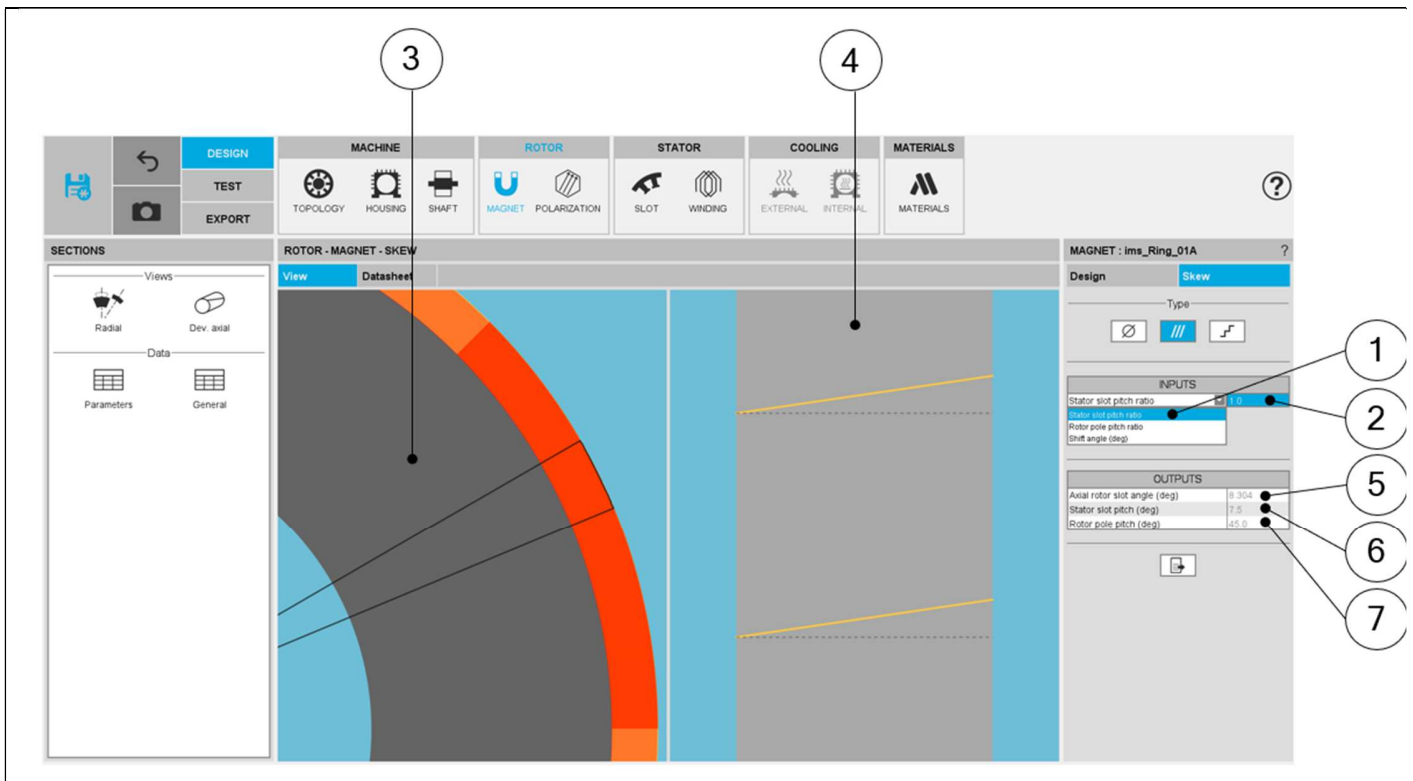 3
4
DESIGN
TEST
EXPORT
MACHINE
ROTOR
STATOR
COOLING
MATERIALS
TOPOLOGY
HOUSING
SHAFT
MAGNET
POLARIZATION
SLOT
WINDING
EXTERNAL
INTERNAL
MATERIALS
?
SECTIONS
ROTOR - MAGNET - SKEW
MAGNET : ims_Ring_01A
?
View
Datasheet
Design
Skew
Views
Radial
Dev. axial
Data
Parameters
General
Type
INPUTS
Stator slot pitch ratio 1.0
Stator slot pitch ratio
Rotor pole pitch ratio
Shift angle (deg)
OUTPUTS
Axial rotor slot angle (deg) 8.304
Stator slot pitch (deg) 7.5
Rotor pole pitch (deg) 45.0
1
2
5
6
7